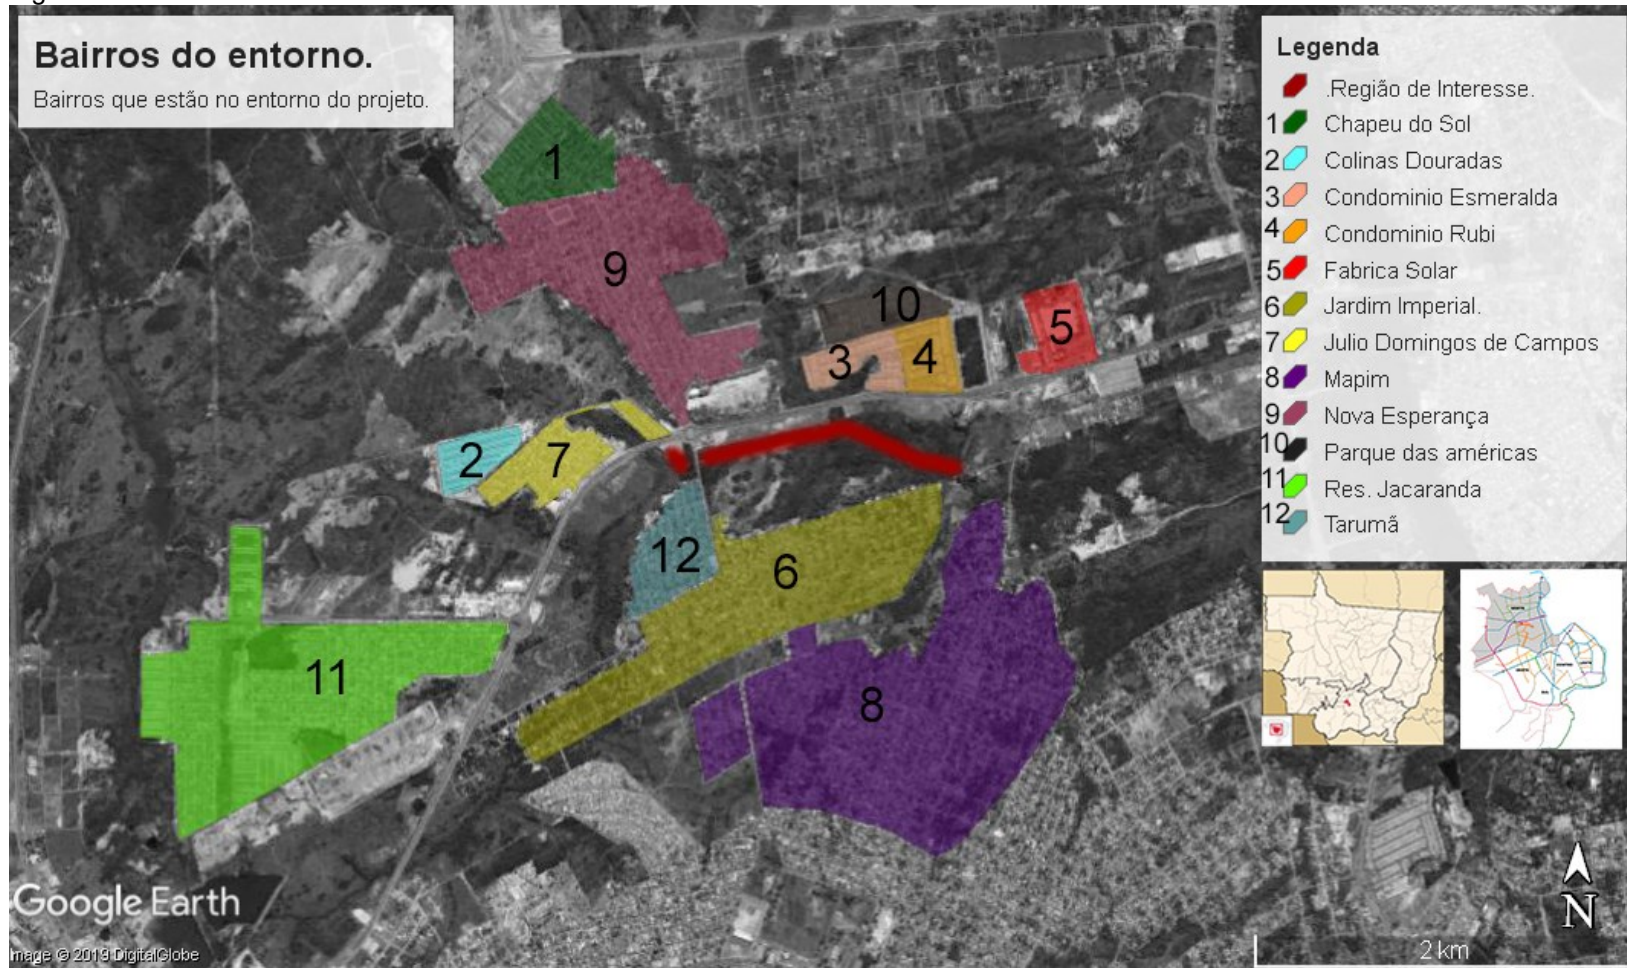 Bairros do entorno.
Bairros que estão no entorno do projeto.
Legenda
.Região de Interesse.
1 Chapeu do Sol
2 Colinas Douradas
3 Condominio Esmeralda
4 Condominio Rubi
5 Fabrica Solar
6 Jardim Imperial.
7 Julio Domingos de Campos
8 Mapim
9 Nova Esperança
10 Parque das américas
11 Res. Jacaranda
12 Tarumã
1
9
10
5
3
4
2
7
12
6
11
8
Google Earth
Image © 2019 DigitalGlobe
N
2 km